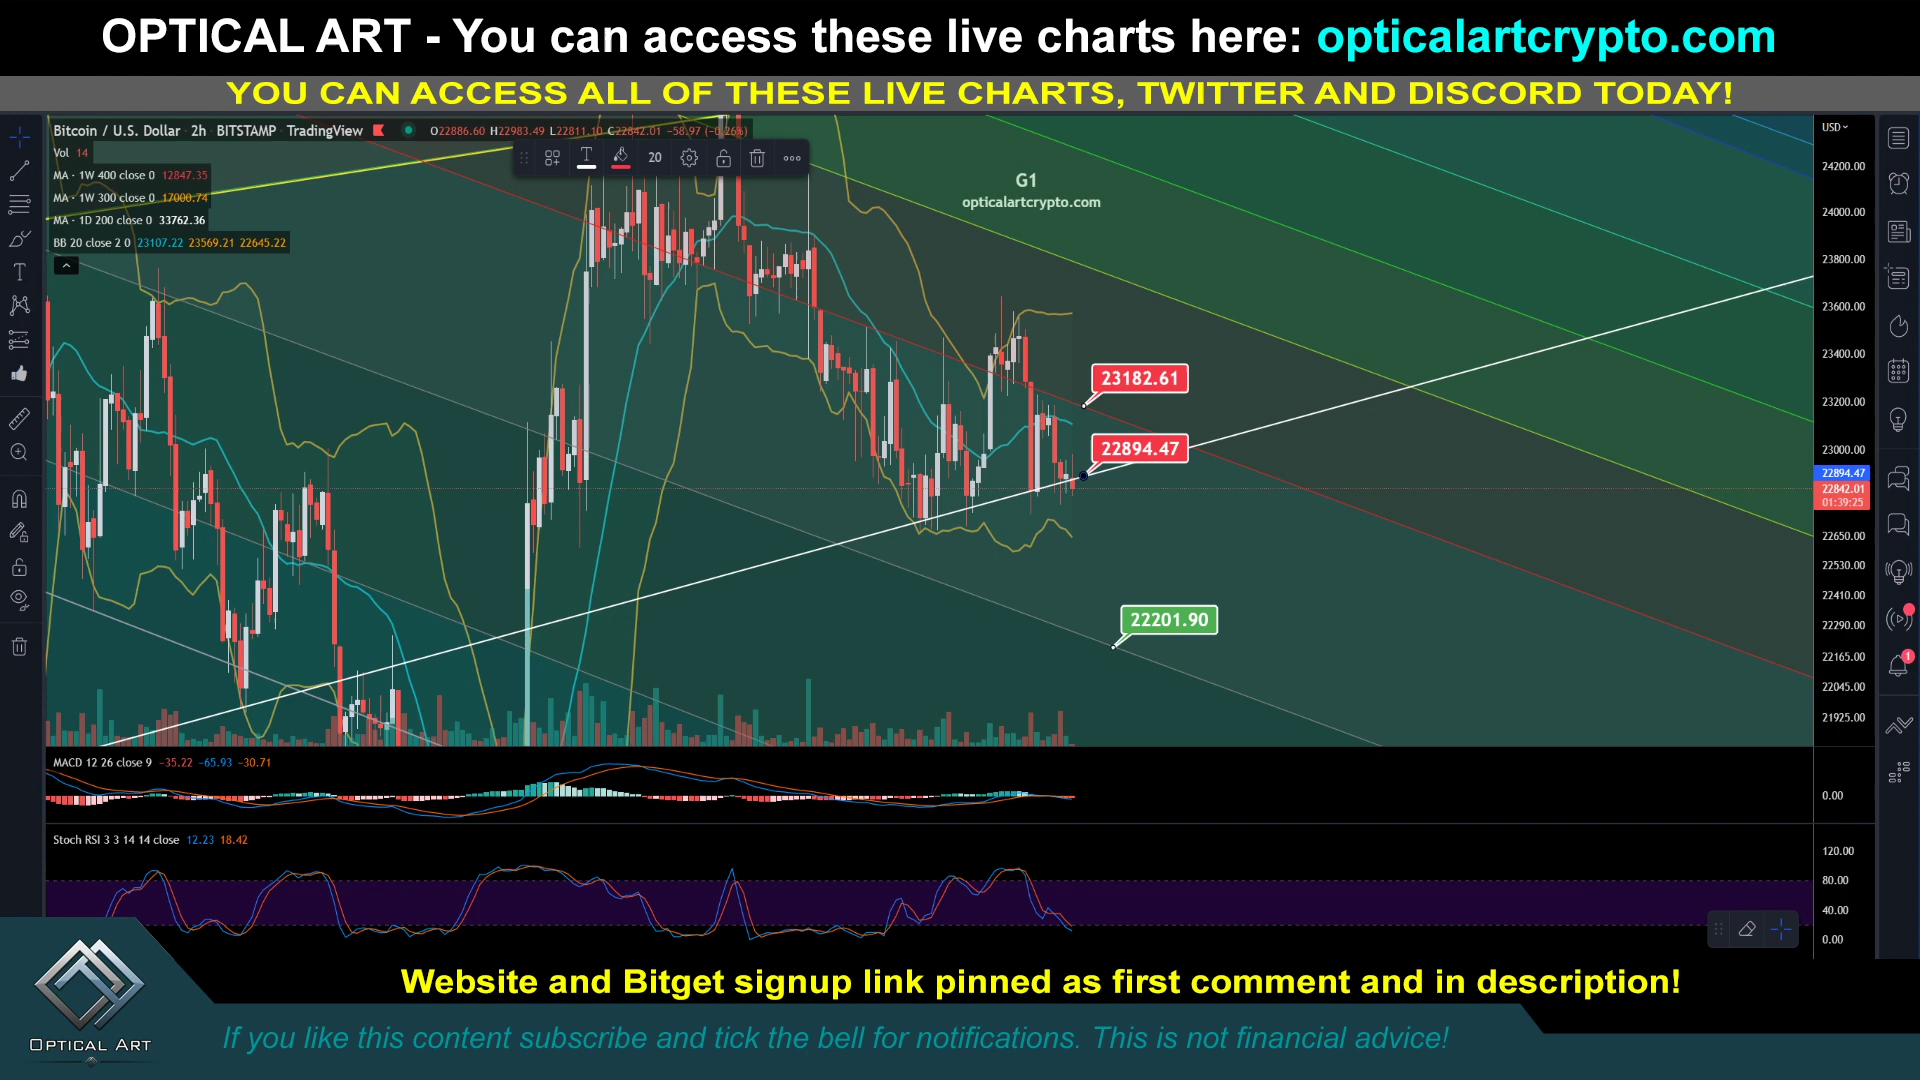 OPTICAL ART - You can access these live charts here: opticalartcrypto.com
YOU CAN ACCESS ALL OF THESE LIVE CHARTS, TWITTER AND DISCORD TODAY!
Bitcoin / U.S. Dollar · 2h · BITSTAMP · TradingView O22886.60 H22983.49 L22811.10 C22842.01 −58.97 (−0.26%)
USD
Vol 14
20
MA · 1W 400 close 0 12847.35
MA · 1W 300 close 0 17000.74
MA · 1D 200 close 0 33762.36
BB 20 close 2 0 23107.22 23569.21 22645.22
G1
opticalartcrypto.com
23182.61
22894.47
22201.90
24200.00
24000.00
23800.00
23600.00
23400.00
23200.00
23000.00
22894.47
22842.01
01:39:25
22650.00
22530.00
22410.00
22290.00
22165.00
22045.00
21925.00
1
MACD 12 26 close 9 −35.22 −65.93 −30.71
0.00
Stoch RSI 3 3 14 14 close 12.23 18.42
120.00
80.00
40.00
0.00
Website and Bitget signup link pinned as first comment and in description!
OPTICAL ART
If you like this content subscribe and tick the bell for notifications. This is not financial advice!